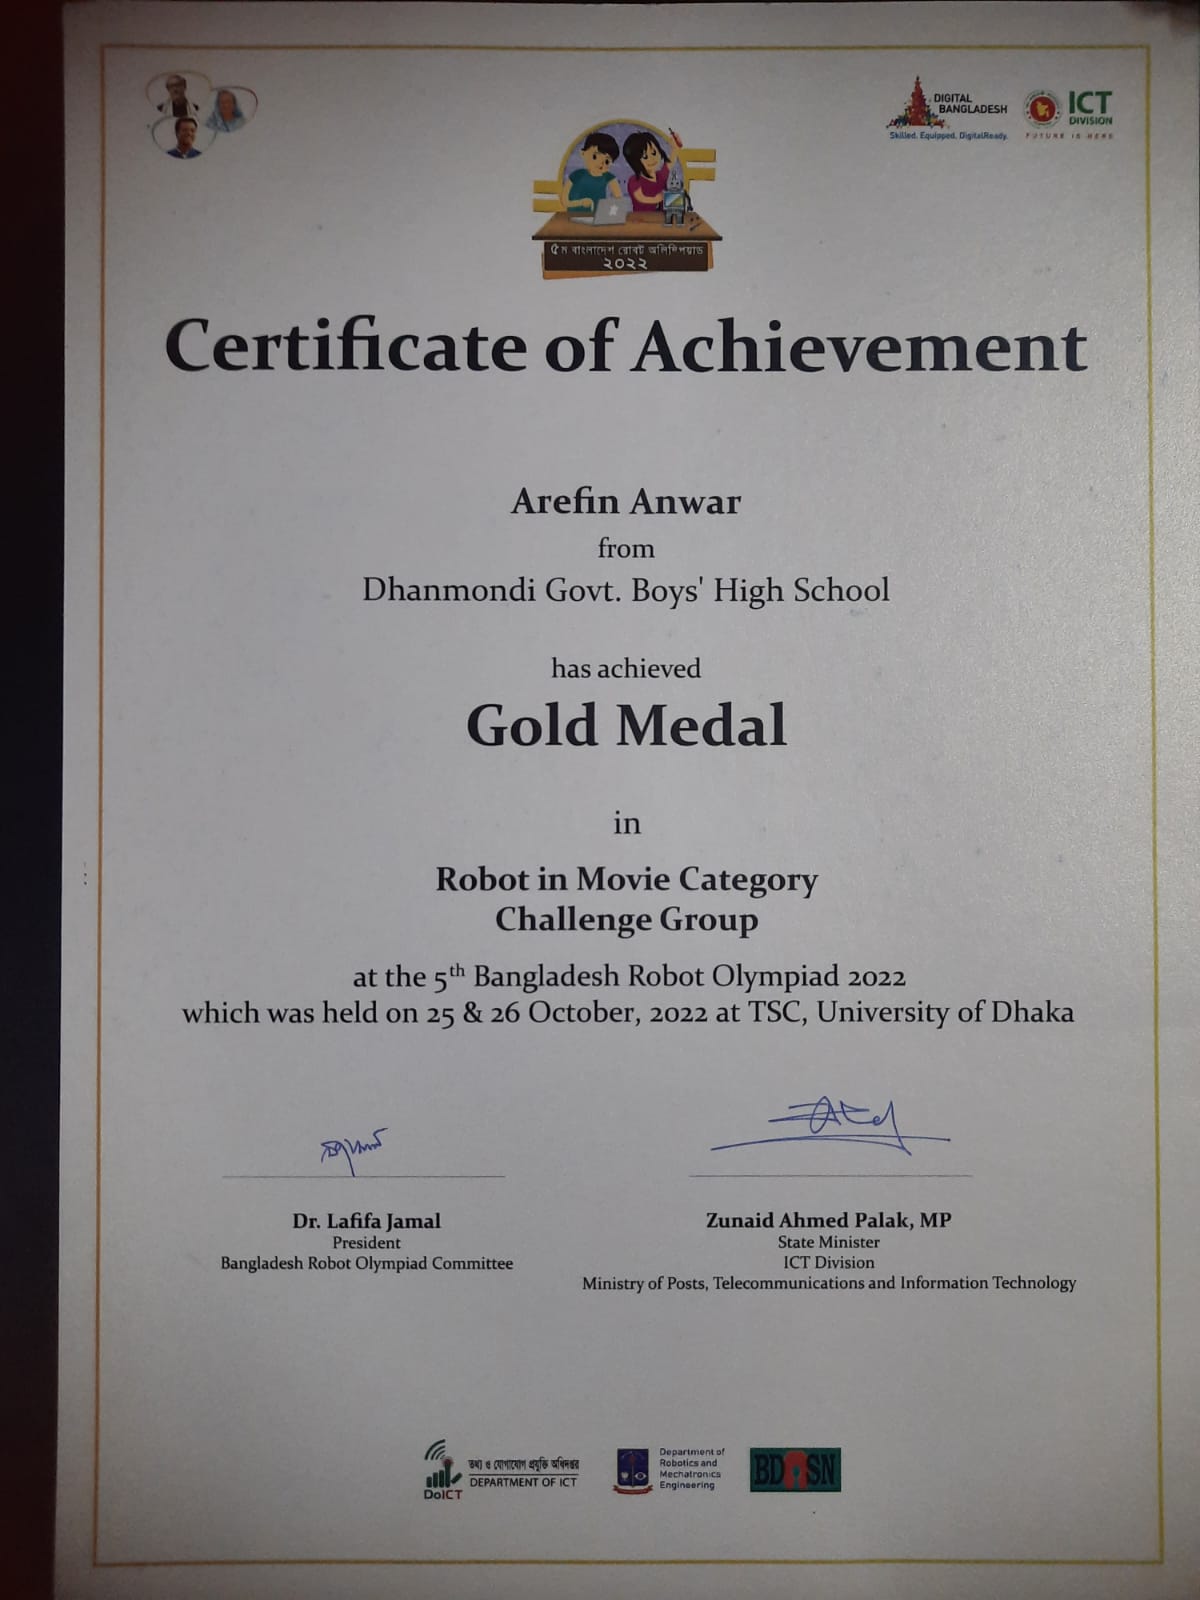 DIGITAL
BANGLADESH
Skilled. Equipped. DigitalReady.
ICT
DIVISION
FUTURE IS HERE
৫ম বাংলাদেশ রোবট অলিম্পিয়াড
২০২২
Certificate of Achievement
Arefin Anwar
from
Dhanmondi Govt. Boys' High School
has achieved
Gold Medal
in
Robot in Movie Category
Challenge Group
at the 5th Bangladesh Robot Olympiad 2022
which was held on 25 & 26 October, 2022 at TSC, University of Dhaka
Dr. Lafifa Jamal
President
Bangladesh Robot Olympiad Committee
Zunaid Ahmed Palak, MP
State Minister
ICT Division
Ministry of Posts, Telecommunications and Information Technology
DoICT
তথ্য ও যোগাযোগ প্রযুক্তি অধিদপ্তর
DEPARTMENT OF ICT
Department of
Robotics and
Mechatronics
Engineering
BDOSN